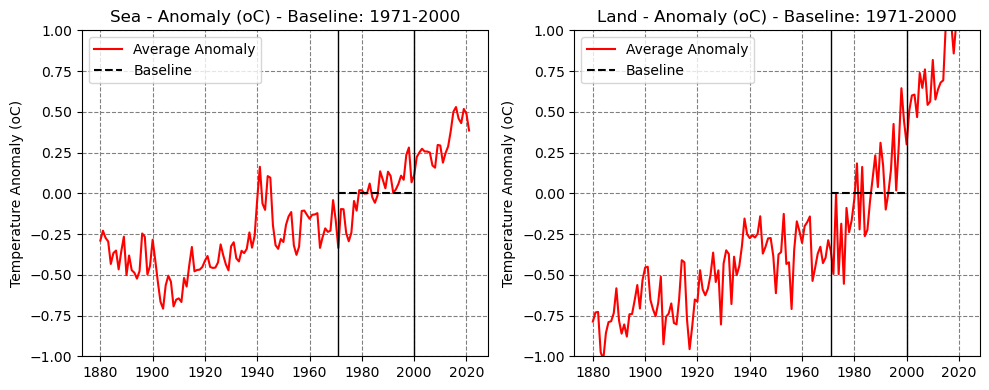 Sea - Anomaly (oC) - Baseline: 1971-2000
Temperature Anomaly (oC)
1.00
0.75
0.50
0.25
0.00
−0.25
−0.50
−0.75
−1.00
Average Anomaly
Baseline
1880 1900 1920 1940 1960 1980 2000 2020
Land - Anomaly (oC) - Baseline: 1971-2000
Temperature Anomaly (oC)
1.00
0.75
0.50
0.25
0.00
−0.25
−0.50
−0.75
−1.00
Average Anomaly
Baseline
1880 1900 1920 1940 1960 1980 2000 2020